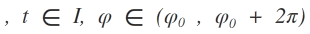 , t ∈ I, φ ∈ (φ₀ , φ₀ + 2π)